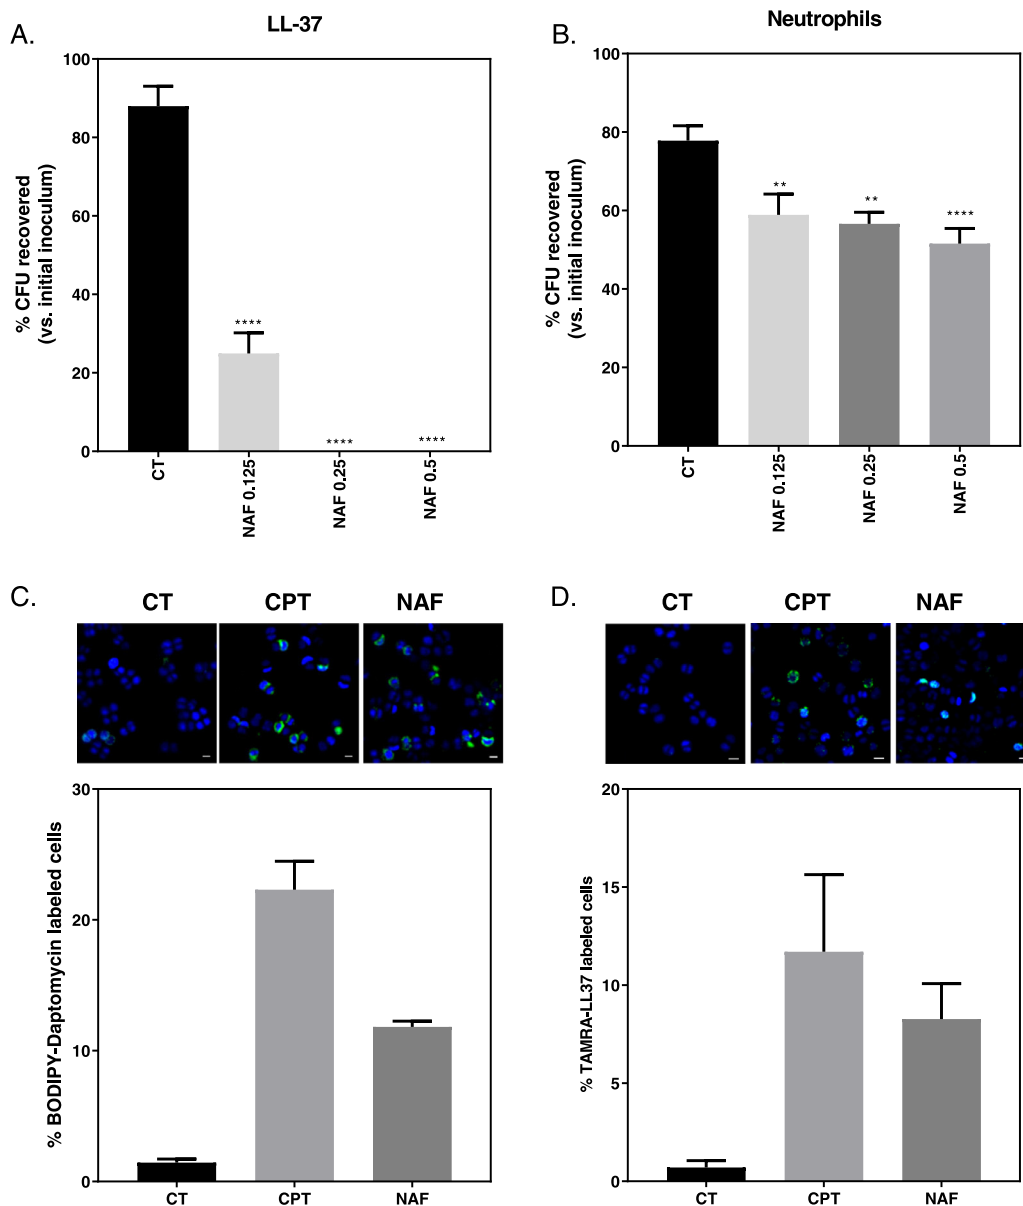 A.
LL-37
% CFU recovered
(vs. initial inoculum)
100
80
60
40
20
0
****
****
****
CT
NAF 0.125
NAF 0.25
NAF 0.5
B.
Neutrophils
% CFU recovered
(vs. initial inoculum)
100
80
60
40
20
0
**
**
****
CT
NAF 0.125
NAF 0.25
NAF 0.5
C.
CT CPT NAF
% BODIPY-Daptomycin labeled cells
30
20
10
0
CT CPT NAF
D.
CT CPT NAF
% TAMRA-LL37 labeled cells
20
15
10
5
0
CT CPT NAF